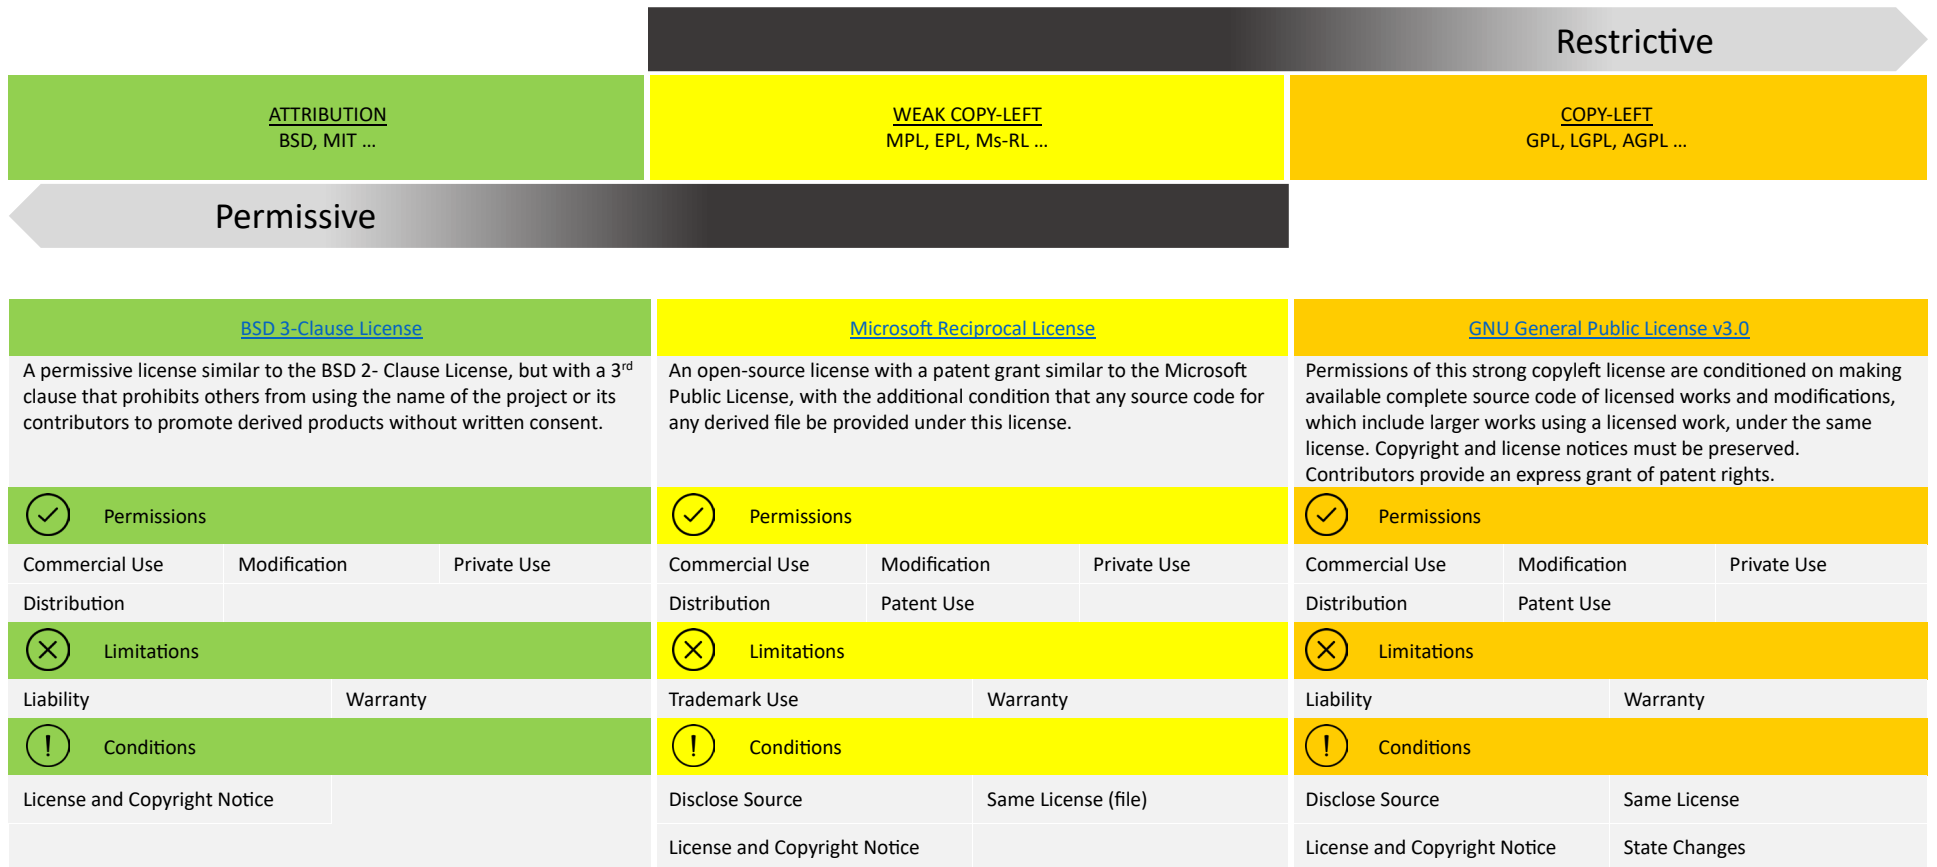 Restrictive
ATTRIBUTION
BSD, MIT ...
WEAK COPY-LEFT
MPL, EPL, Ms-RL ...
COPY-LEFT
GPL, LGPL, AGPL ...
Permissive
BSD 3-Clause License
A permissive license similar to the BSD 2- Clause License, but with a 3rd
clause that prohibits others from using the name of the project or its
contributors to promote derived products without written consent.
Permissions
Commercial Use
Modification
Private Use
Distribution
Limitations
Liability
Warranty
Conditions
License and Copyright Notice
Microsoft Reciprocal License
An open-source license with a patent grant similar to the Microsoft
Public License, with the additional condition that any source code for
any derived file be provided under this license.
Permissions
Commercial Use
Modification
Private Use
Distribution
Patent Use
Limitations
Trademark Use
Warranty
Conditions
Disclose Source
Same License (file)
License and Copyright Notice
GNU General Public License v3.0
Permissions of this strong copyleft license are conditioned on making
available complete source code of licensed works and modifications,
which include larger works using a licensed work, under the same
license. Copyright and license notices must be preserved.
Contributors provide an express grant of patent rights.
Permissions
Commercial Use
Modification
Private Use
Distribution
Patent Use
Limitations
Liability
Warranty
Conditions
Disclose Source
Same License
License and Copyright Notice
State Changes